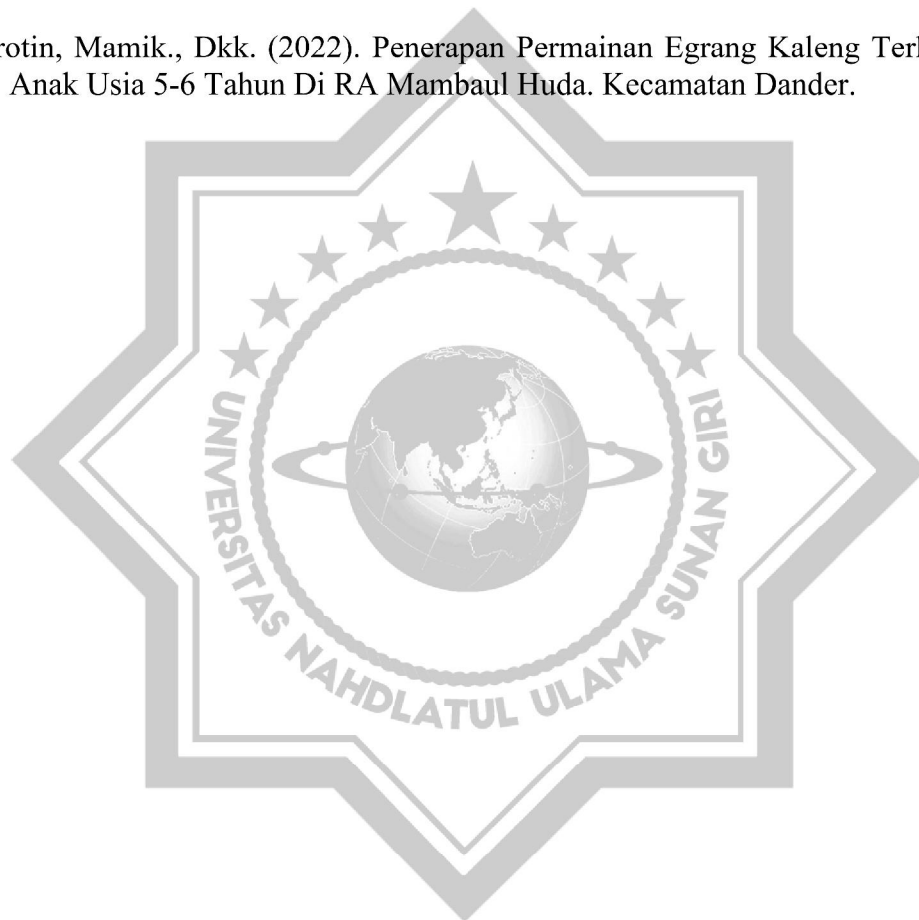 rotin, Mamik., Dkk. (2022). Penerapan Permainan Egrang Kaleng
Anak Usia 5-6 Tahun Di RA Mambaul Huda. Kecamatan Dander.
UNIVERSITAS NAHDLATUL ULAMA SUNAN GIRI